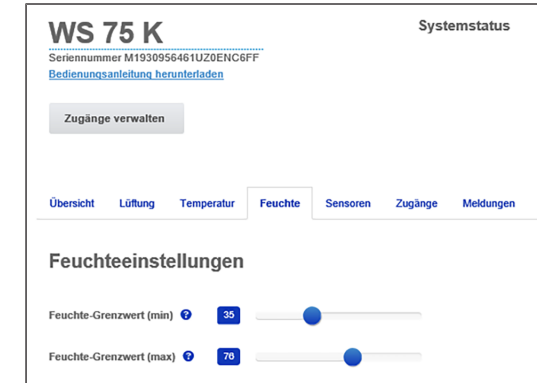 WS 75 K
Systemstatus
Seriennummer M1930956461UZ0ENC6FF
Bedienungsanleitung herunterladen
Zugänge verwalten
Übersicht Lüftung Temperatur Feuchte Sensoren Zugänge Meldungen
Feuchteeinstellungen
Feuchte-Grenzwert (min) ? 35
Feuchte-Grenzwert (max) ? 76